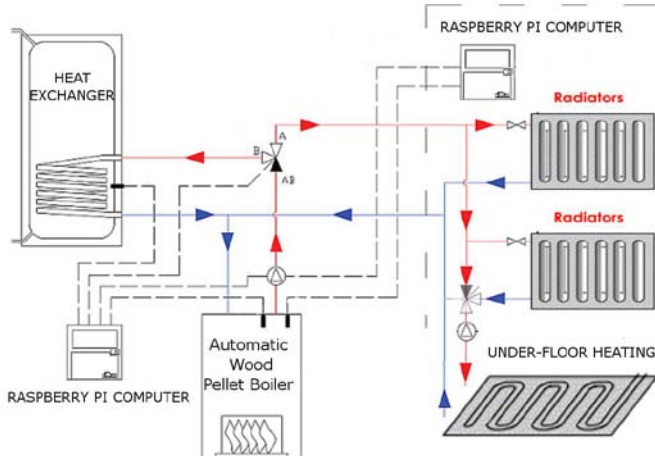 RASPBERRY PI COMPUTER
HEAT
EXCHANGER
Radiators
A
B
AB
Radiators
Automatic
Wood
Pellet Boiler
UNDER-FLOOR HEATING
RASPBERRY PI COMPUTER